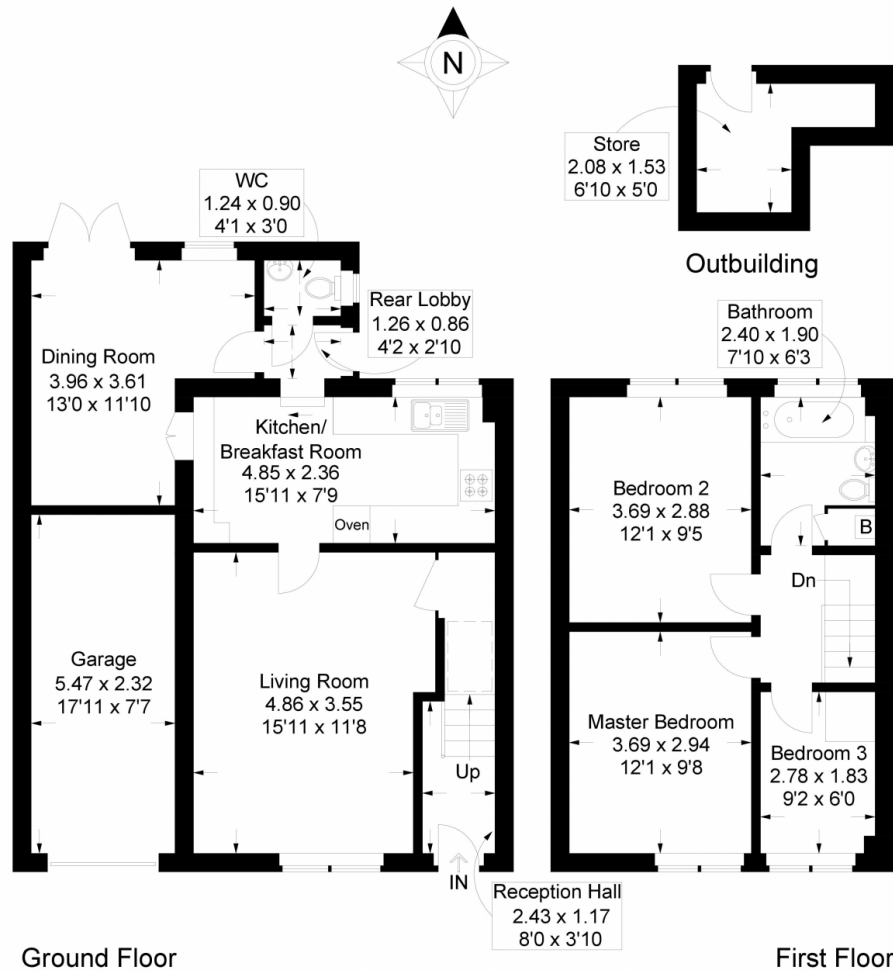 N
Store
2.08 x 1.53
6'10 x 5'0
Outbuilding
WC
1.24 x 0.90
4'1 x 3'0
Rear Lobby
1.26 x 0.86
4'2 x 2'10
Dining Room
3.96 x 3.61
13'0 x 11'10
Kitchen/
Breakfast Room
4.85 x 2.36
15'11 x 7'9
Oven
Garage
5.47 x 2.32
17'11 x 7'7
Living Room
4.86 x 3.55
15'11 x 11'8
Up
IN
Reception Hall
2.43 x 1.17
8'0 x 3'10
Ground Floor
Bathroom
2.40 x 1.90
7'10 x 6'3
Bedroom 2
3.69 x 2.88
12'1 x 9'5
B
Dn
Master Bedroom
3.69 x 2.94
12'1 x 9'8
Bedroom 3
2.78 x 1.83
9'2 x 6'0
First Floor